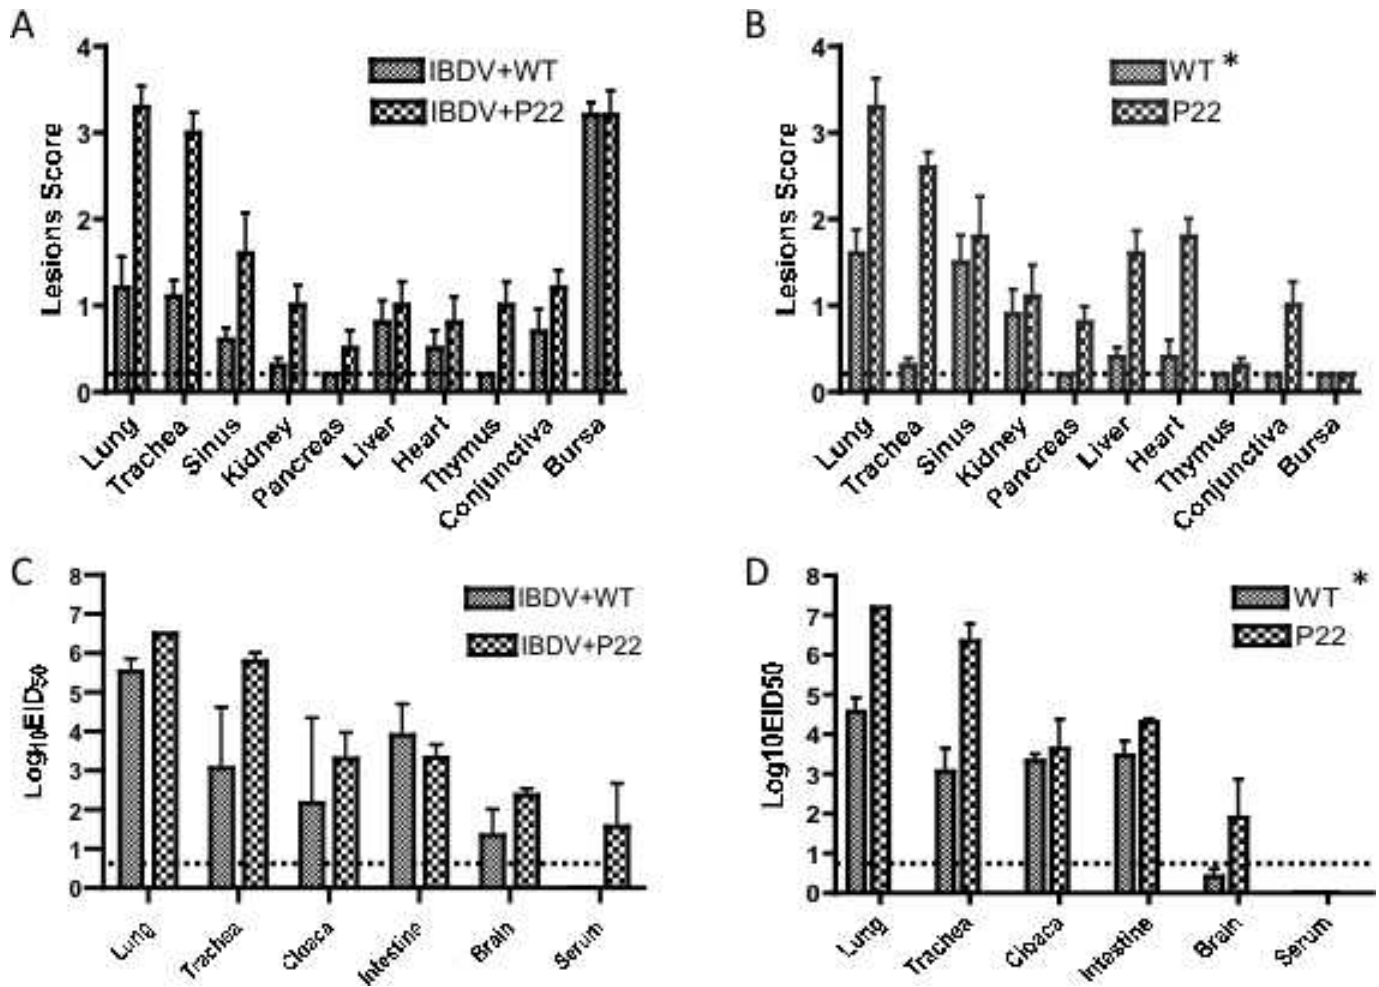 A
Lesions Score
4
3
2
1
0
IBDV+WT
IBDV+P22
Lung
Trachea
Sinus
Kidney
Pancreas
Liver
Heart
Thymus
Conjunctiva
Bursa
B
Lesions Score
4
3
2
1
0
WT *
P22
Lung
Trachea
Sinus
Kidney
Pancreas
Liver
Heart
Thymus
Conjunctiva
Bursa
C
Log₁₀EID₅₀
8
7
6
5
4
3
2
1
0
IBDV+WT
IBDV+P22
Lung
Trachea
Cloaca
Intestine
Brain
Serum
D
Log10EID50
8
7
6
5
4
3
2
1
0
WT *
P22
Lung
Trachea
Cloaca
Intestine
Brain
Serum